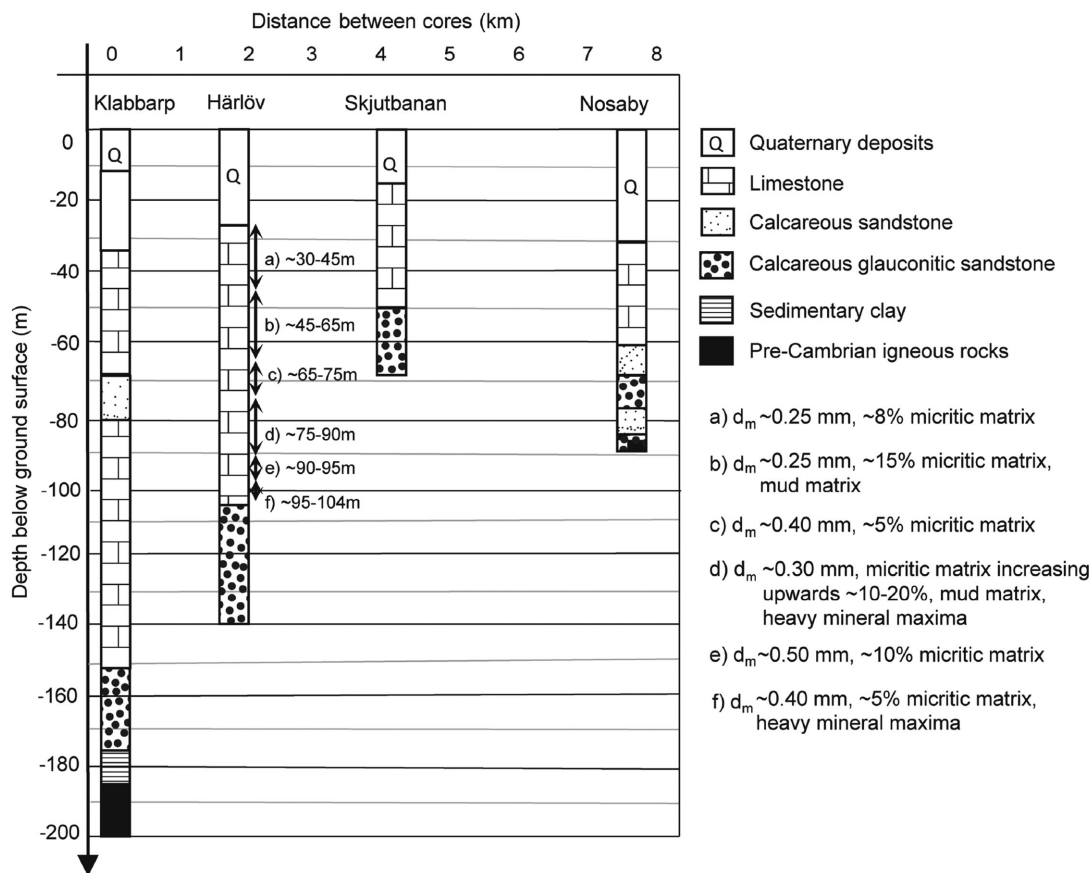 Distance between cores (km)
0 1 2 3 4 5 6 7 8
Klabbarp Härlöv Skjutbanan Nosaby
Depth below ground surface (m)
0
-20
-40
-60
-80
-100
-120
-140
-160
-180
-200
Q
Q
Q
Q
a) ~30-45m
b) ~45-65m
c) ~65-75m
d) ~75-90m
e) ~90-95m
f) ~95-104m
Q Quaternary deposits
Limestone
Calcareous sandstone
Calcareous glauconitic sandstone
Sedimentary clay
Pre-Cambrian igneous rocks
a) dm ~0.25 mm, ~8% micritic matrix
b) dm ~0.25 mm, ~15% micritic matrix,
mud matrix
c) dm ~0.40 mm, ~5% micritic matrix
d) dm ~0.30 mm, micritic matrix increasing
upwards ~10-20%, mud matrix,
heavy mineral maxima
e) dm ~0.50 mm, ~10% micritic matrix
f) dm ~0.40 mm, ~5% micritic matrix,
heavy mineral maxima